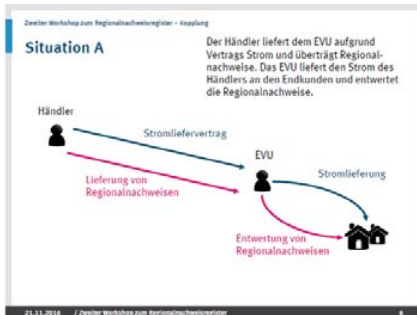 Zweiter Workshop zum Regionalnachweisregister – Kopplung
Situation A
Der Händler liefert dem EVU aufgrund
Vertrags Strom und überträgt Regional-
nachweise. Das EVU liefert den Strom des
Händlers an den Endkunden und entwertet
die Regionalnachweise.
Händler
Stromliefervertrag
EVU
Lieferung von
Regionalnachweisen
Stromlieferung
Entwertung von
Regionalnachweisen
21.11.2016 / Zweiter Workshop zum Regionalnachweisregister 6